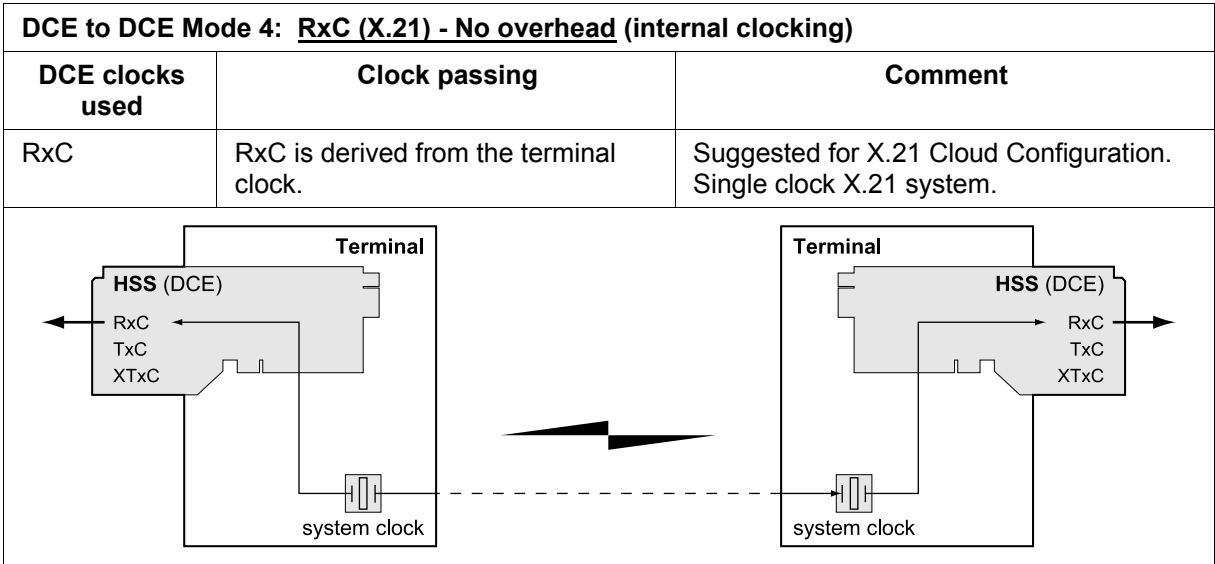 DCE to DCE Mode 4: RxC (X.21) - No overhead (internal clocking)
DCE clocks
used
Clock passing
Comment
RxC
RxC is derived from the terminal
clock.
Suggested for X.21 Cloud Configuration.
Single clock X.21 system.
Terminal
HSS (DCE)
RxC
TxC
XTxC
system clock
Terminal
HSS (DCE)
RxC
TxC
XTxC
system clock